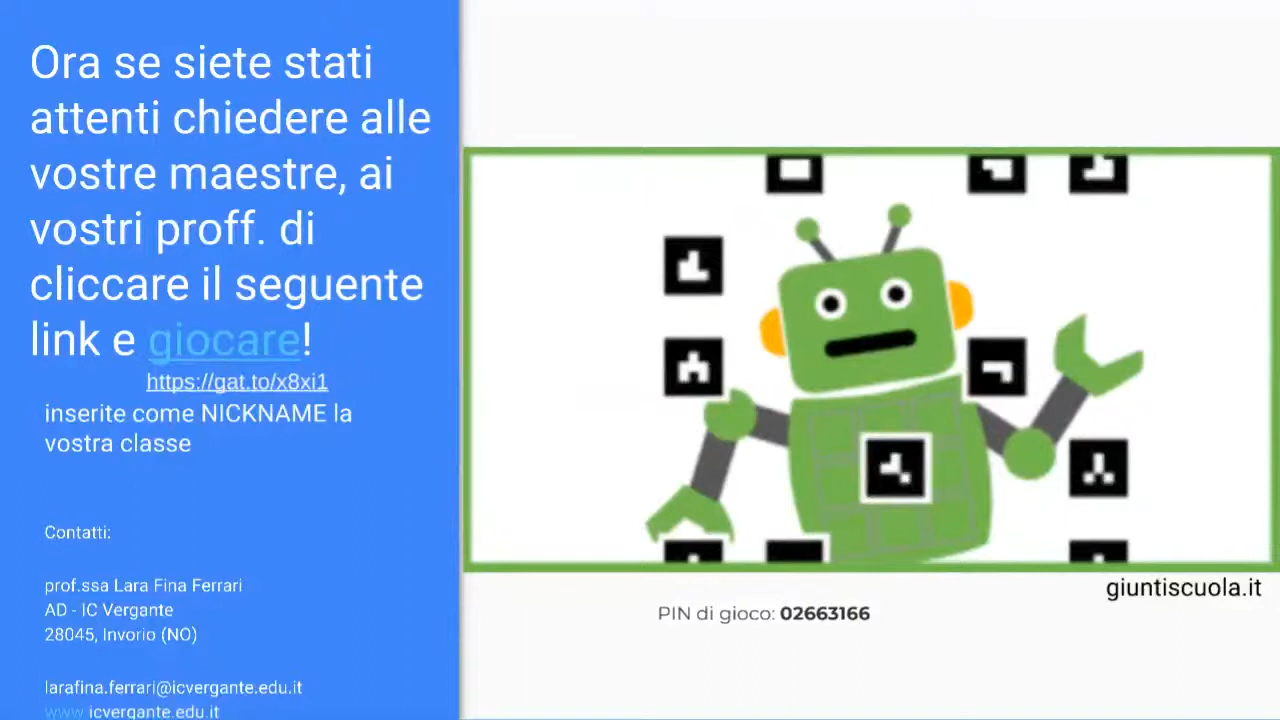 Ora se siete stati
attenti chiedere alle
vostre maestre, ai
vostri proff. di
cliccare il seguente
link e giocare!
https://gat.to/x8xi1
inserite come NICKNAME la
vostra classe
Contatti:
prof.ssa Lara Fina Ferrari
AD - IC Vergante
28045, Invorio (NO)
larafina.ferrari@icvergante.edu.it
www.icvergante.edu.it
giuntiscuola.it
PIN di gioco: 02663166